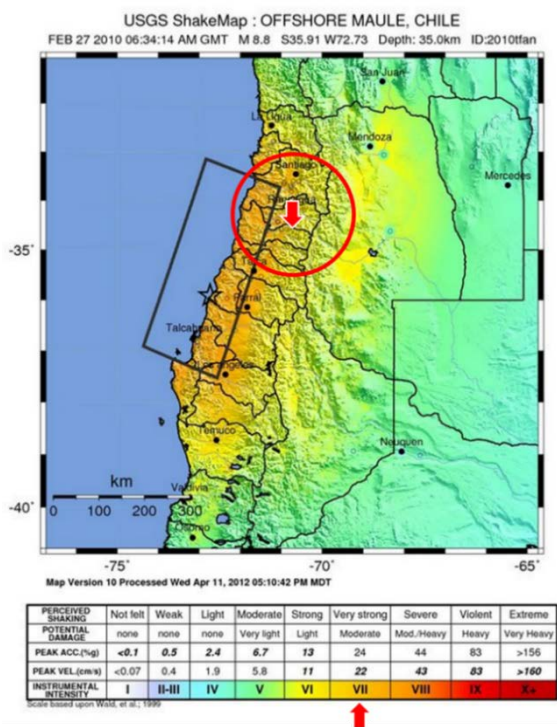 USGS ShakeMap : OFFSHORE MAULE, CHILE
FEB 27 2010 06:34:14 AM GMT M 8.8 S35.91 W72.73 Depth: 35.0km ID:2010tfan
San Juan
La Ligua
Mendoza
Santiago
Mercedes
-35°
Talca
Parral
Talcahuano
Los Angeles
Temuco
Neuquen
km
Valdivia
-40°
0 100 200 300
Osorno
-75° -70° -65°
Map Version 10 Processed Wed Apr 11, 2012 05:10:42 PM MDT
PERCEIVED SHAKING Not felt Weak Light Moderate Strong Very strong Severe Violent Extreme
POTENTIAL DAMAGE none none none Very light Light Moderate Mod./Heavy Heavy Very Heavy
PEAK ACC.(%g) <0.1 0.5 2.4 6.7 13 24 44 83 >156
PEAK VEL.(cm/s) <0.07 0.4 1.9 5.8 11 22 43 83 >160
INSTRUMENTAL INTENSITY I II-III IV V VI VII VIII IX X+
Scale based upon Wald, et al.; 1999